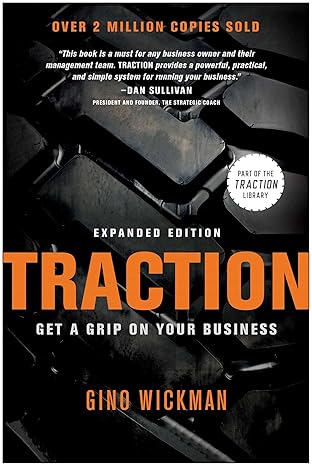 OVER 2 MILLION COPIES SOLD
"This book is a must for any business owner and their
management team. TRACTION provides a powerful, practical,
and simple system for running your business."
–DAN SULLIVAN
PRESIDENT AND FOUNDER, THE STRATEGIC COACH
PART OF THE
TRACTION
LIBRARY
EXPANDED EDITION
TRACTION
GET A GRIP ON YOUR BUSINESS
GINO WICKMAN